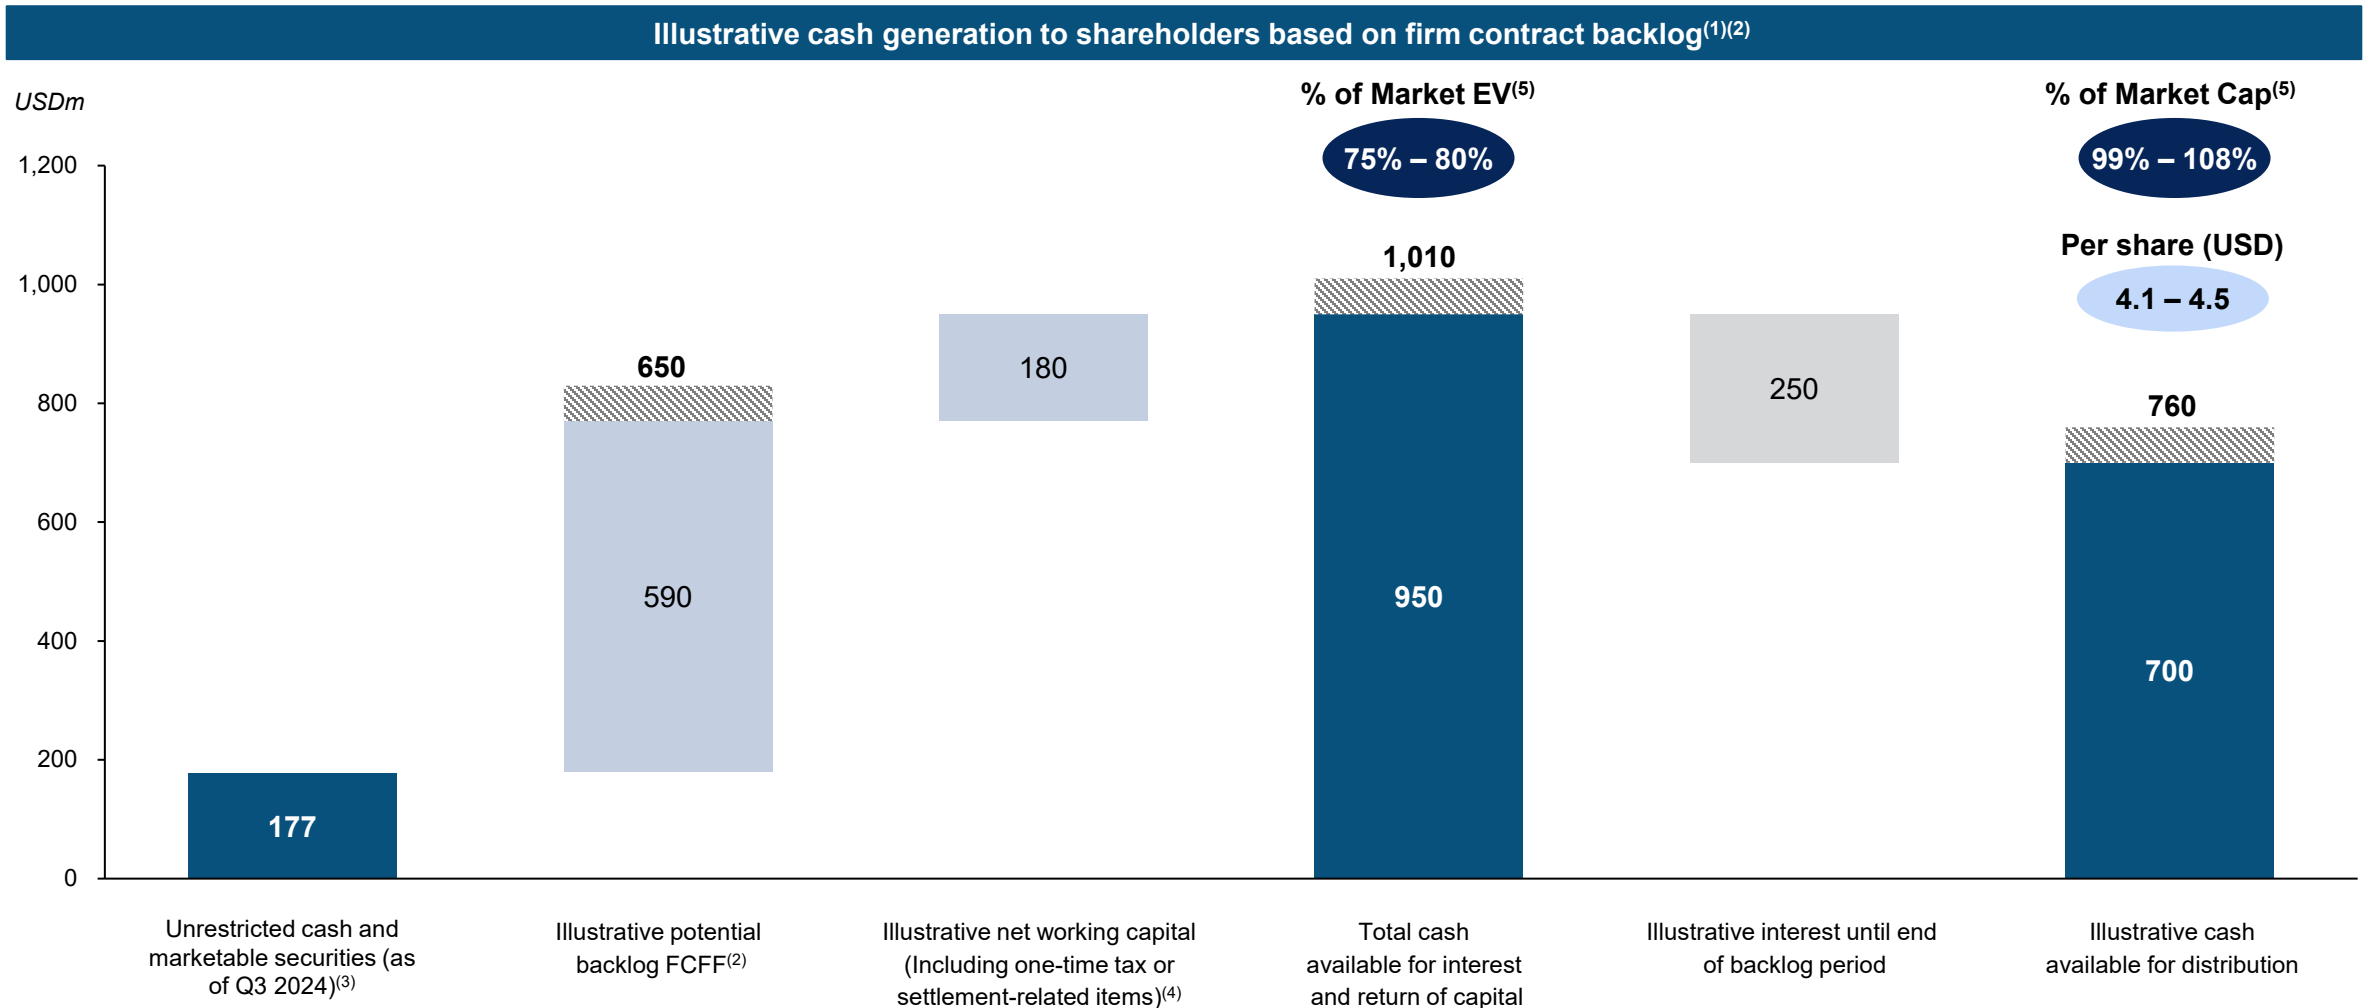 Illustrative cash generation to shareholders based on firm contract backlog(1)(2)
USDm
% of Market EV(5)
% of Market Cap(5)
75% – 80%
99% – 108%
Per share (USD)
4.1 – 4.5
1,200
1,000
800
600
400
200
0
177
650
590
180
1,010
950
250
760
700
Unrestricted cash and
marketable securities (as
of Q3 2024)(3)
Illustrative potential
backlog FCFF(2)
Illustrative net working capital
(Including one-time tax or
settlement-related items)(4)
Total cash
available for interest
and return of capital
Illustrative interest until end
of backlog period
Illustrative cash
available for distribution